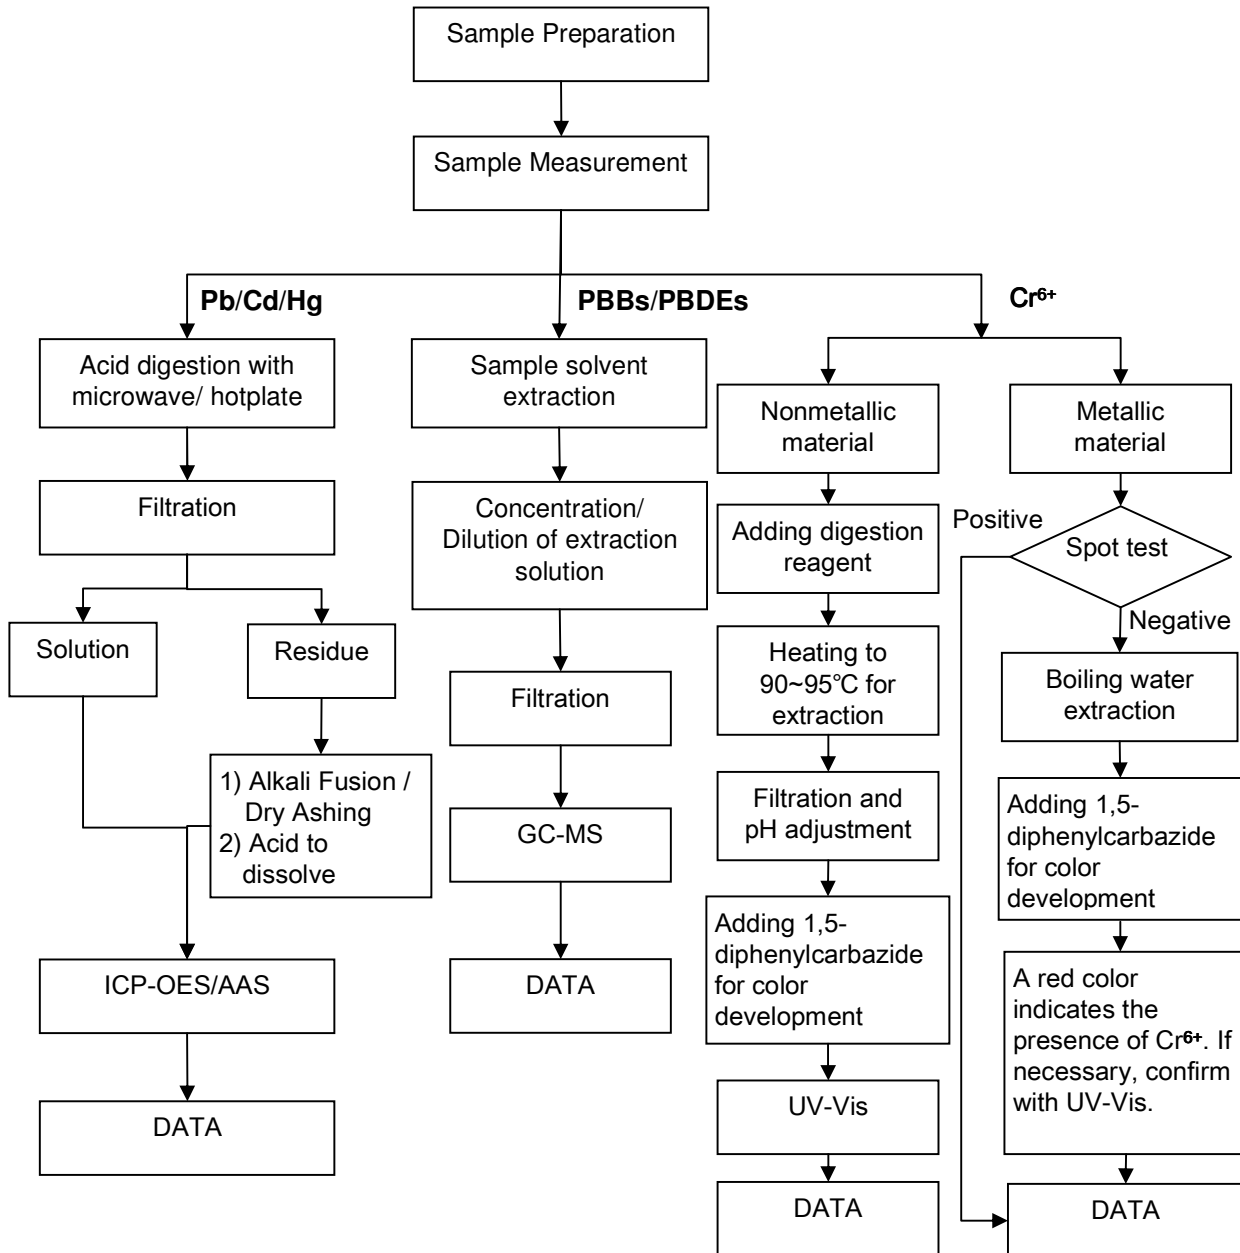 Sample Preparation
Sample Measurement
Pb/Cd/Hg
PBBs/PBDEs
Cr⁶⁺
Acid digestion with
microwave/ hotplate
Filtration
Solution
Residue
1) Alkali Fusion /
Dry Ashing
2) Acid to
dissolve
ICP-OES/AAS
DATA
Sample solvent
extraction
Concentration/
Dilution of extraction
solution
Filtration
GC-MS
DATA
Nonmetallic
material
Adding digestion
reagent
Heating to
90~95℃ for
extraction
Filtration and
pH adjustment
Adding 1,5-
diphenylcarbazide
for color
development
UV-Vis
DATA
Metallic
material
Spot test
Positive
Negative
Boiling water
extraction
Adding 1,5-
diphenylcarbazide
for color
development
A red color
indicates the
presence of Cr⁶⁺. If
necessary, confirm
with UV-Vis.
DATA